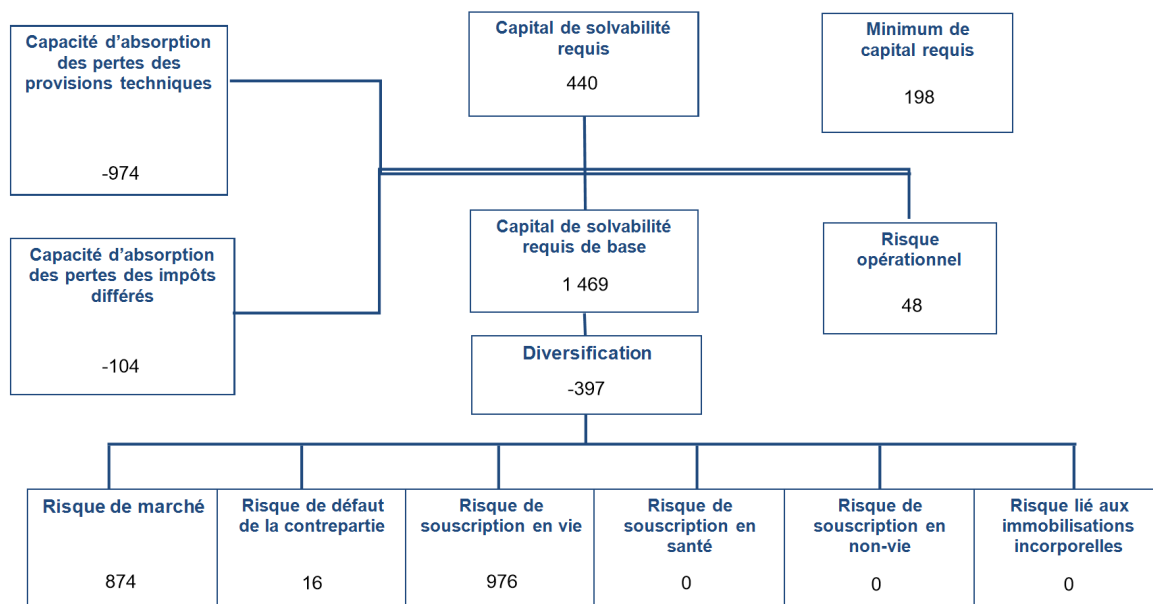 Capacité d’absorption
des pertes des
provisions techniques
-974
Capital de solvabilité
requis
440
Minimum de
capital requis
198
Capacité d’absorption
des pertes des impôts
différés
-104
Capital de solvabilité
requis de base
1 469
Risque
opérationnel
48
Diversification
-397
Risque de marché
874
Risque de défaut
de la contrepartie
16
Risque de
souscription en vie
976
Risque de
souscription en
santé
0
Risque de
souscription en
non-vie
0
Risque lié aux
immobilisations
incorporelles
0